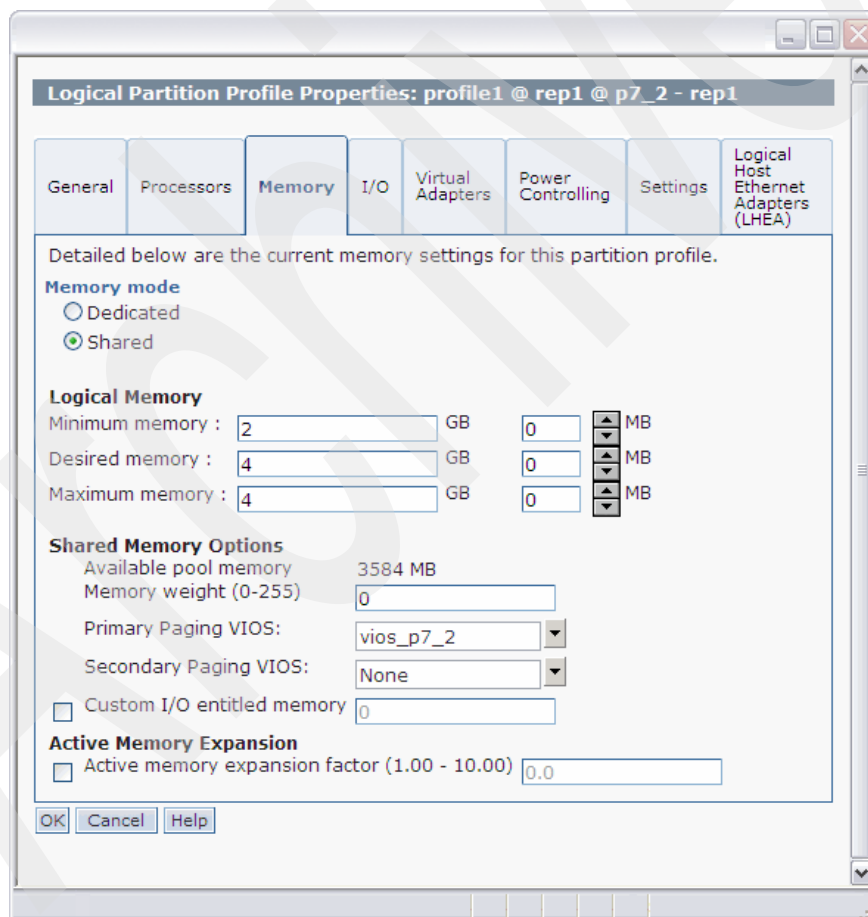 Logical Partition Profile Properties: profile1 @ rep1 @ p7_2 - rep1
General
Processors
Memory
I/O
Virtual
Adapters
Power
Controlling
Settings
Logical
Host
Ethernet
Adapters
(LHEA)
Detailed below are the current memory settings for this partition profile.
Memory mode
Dedicated
Shared
Logical Memory
Minimum memory : 2 GB 0 MB
Desired memory : 4 GB 0 MB
Maximum memory : 4 GB 0 MB
Shared Memory Options
Available pool memory 3584 MB
Memory weight (0-255) 0
Primary Paging VIOS: vios_p7_2
Secondary Paging VIOS: None
Custom I/O entitled memory 0
Active Memory Expansion
Active memory expansion factor (1.00 - 10.00) 0.0
OK Cancel Help